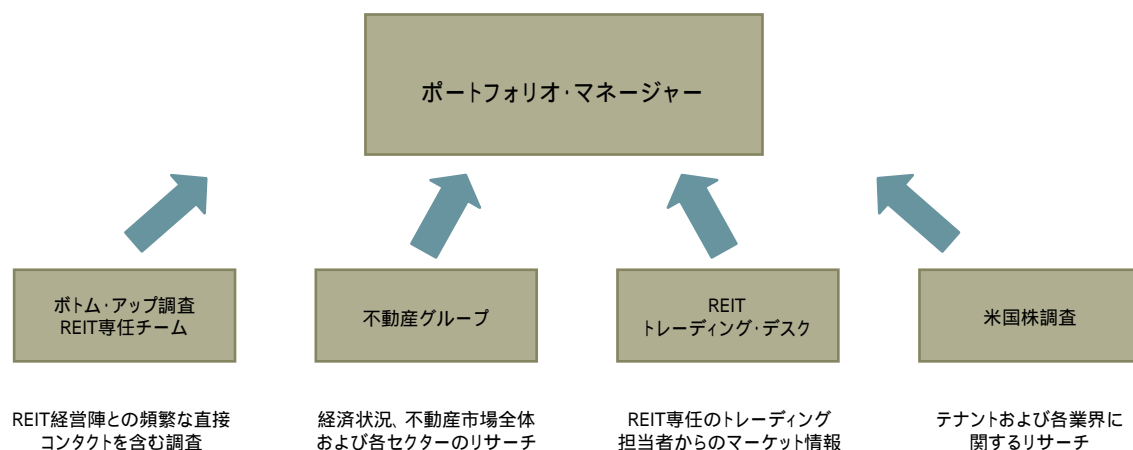 ポートフォリオ・マネージャー
ボトム・アップ調査
REIT専任チーム
不動産グループ
REIT
トレーディング・デスク
米国株調査
REIT経営陣との頻繁な直接
コンタクトを含む調査
経済状況、不動産市場全体
および各セクターのリサーチ
REIT専任のトレーディング
担当者からのマーケット情報
テナントおよび各業界に
関するリサーチ